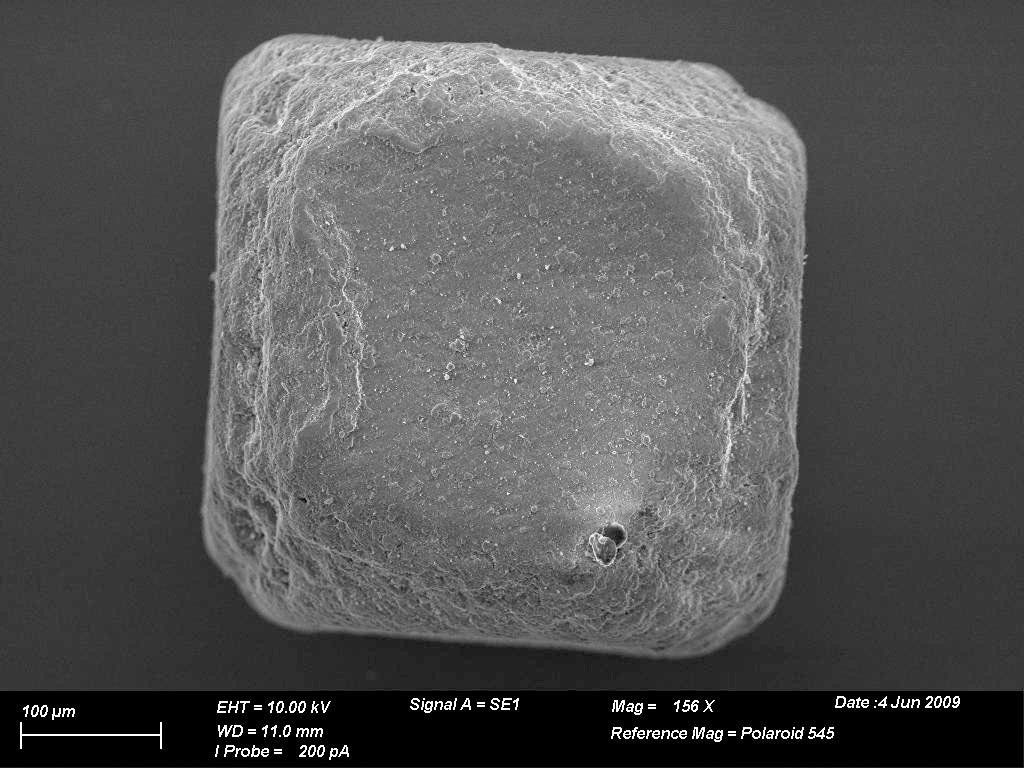 100 µm
EHT = 10.00 kV
WD = 11.0 mm
I Probe = 200 pA
Signal A = SE1
Mag = 156 X
Reference Mag = Polaroid 545
Date :4 Jun 2009